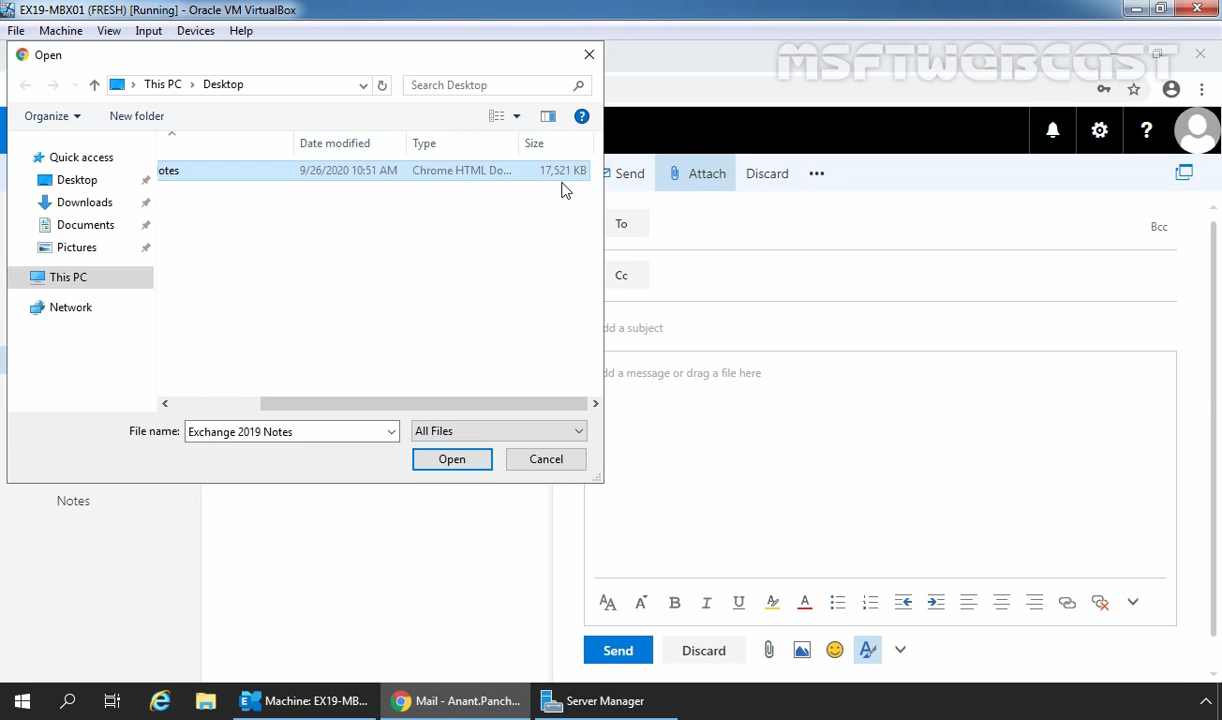 EX19-MBX01 (FRESH) [Running] - Oracle VM VirtualBox
File Machine View Input Devices Help
Open
MSFTWEBCAST
This PC Desktop
Search Desktop
Organize
New folder
Date modified
Type
Size
otes
9/26/2020 10:51 AM
Chrome HTML Do...
17,521 KB
Quick access
Desktop
Downloads
Documents
Pictures
This PC
Network
File name:
Exchange 2019 Notes
All Files
Open
Cancel
Send
Attach
Discard
To
Bcc
Cc
dd a subject
dd a message or drag a file here
Notes
Send
Discard
Machine: EX19-MB...
Mail - Anant.Panch...
Server Manager